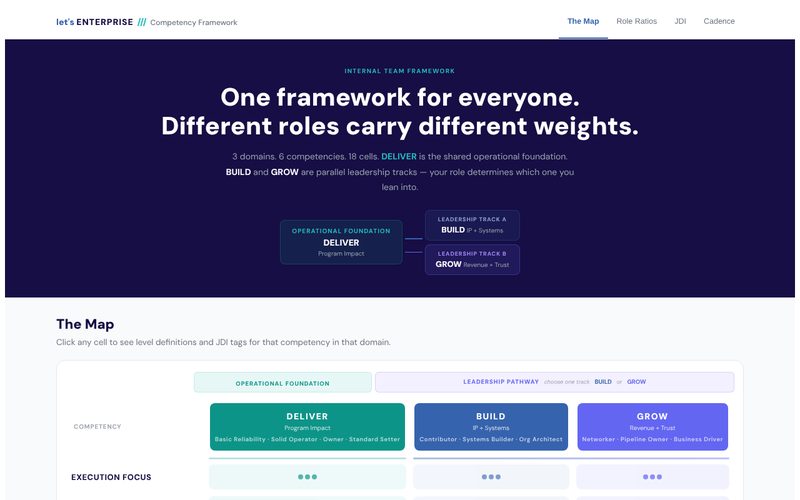 let's ENTERPRISE /// Competency Framework
The Map Role Ratios JDI Cadence
INTERNAL TEAM FRAMEWORK
One framework for everyone.
Different roles carry different weights.
3 domains. 6 competencies. 18 cells. DELIVER is the shared operational foundation.
BUILD and GROW are parallel leadership tracks — your role determines which one you
lean into.
OPERATIONAL FOUNDATION
DELIVER
Program Impact
LEADERSHIP TRACK A
BUILD IP + Systems
LEADERSHIP TRACK B
GROW Revenue + Trust
The Map
Click any cell to see level definitions and JDI tags for that competency in that domain.
OPERATIONAL FOUNDATION
LEADERSHIP PATHWAY choose one track BUILD or GROW
COMPETENCY
DELIVER
Program Impact
Basic Reliability · Solid Operator · Owner · Standard Setter
BUILD
IP + Systems
Contributor · Systems Builder · Org Architect
GROW
Revenue + Trust
Networker · Pipeline Owner · Business Driver
EXECUTION FOCUS